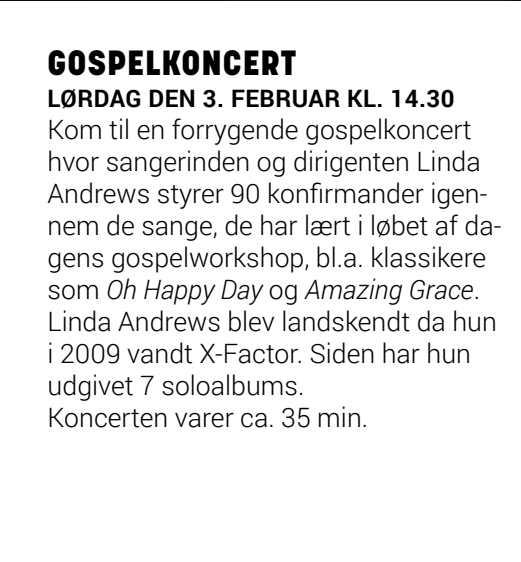 GOSPELKONCERT
LØRDAG DEN 3. FEBRUAR KL. 14.30
Kom til en forrygende gospelkoncert
hvor sangerinden og dirigenten Linda
Andrews styrer 90 konfirmander igen-
nem de sange, de har lært i løbet af da-
gens gospelworkshop, bl.a. klassikere
som Oh Happy Day og Amazing Grace.
Linda Andrews blev landskendt da hun
i 2009 vandt X-Factor. Siden har hun
udgivet 7 soloalbums.
Koncerten varer ca. 35 min.